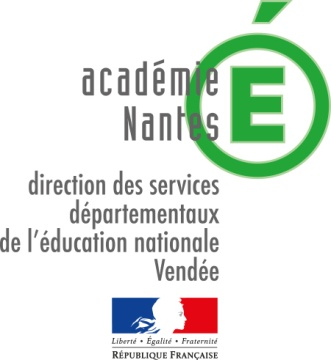 académie
Nantes
É
direction des services
départementaux
de l'éducation nationale
Vendée
Liberté • Égalité • Fraternité
RÉPUBLIQUE FRANÇAISE